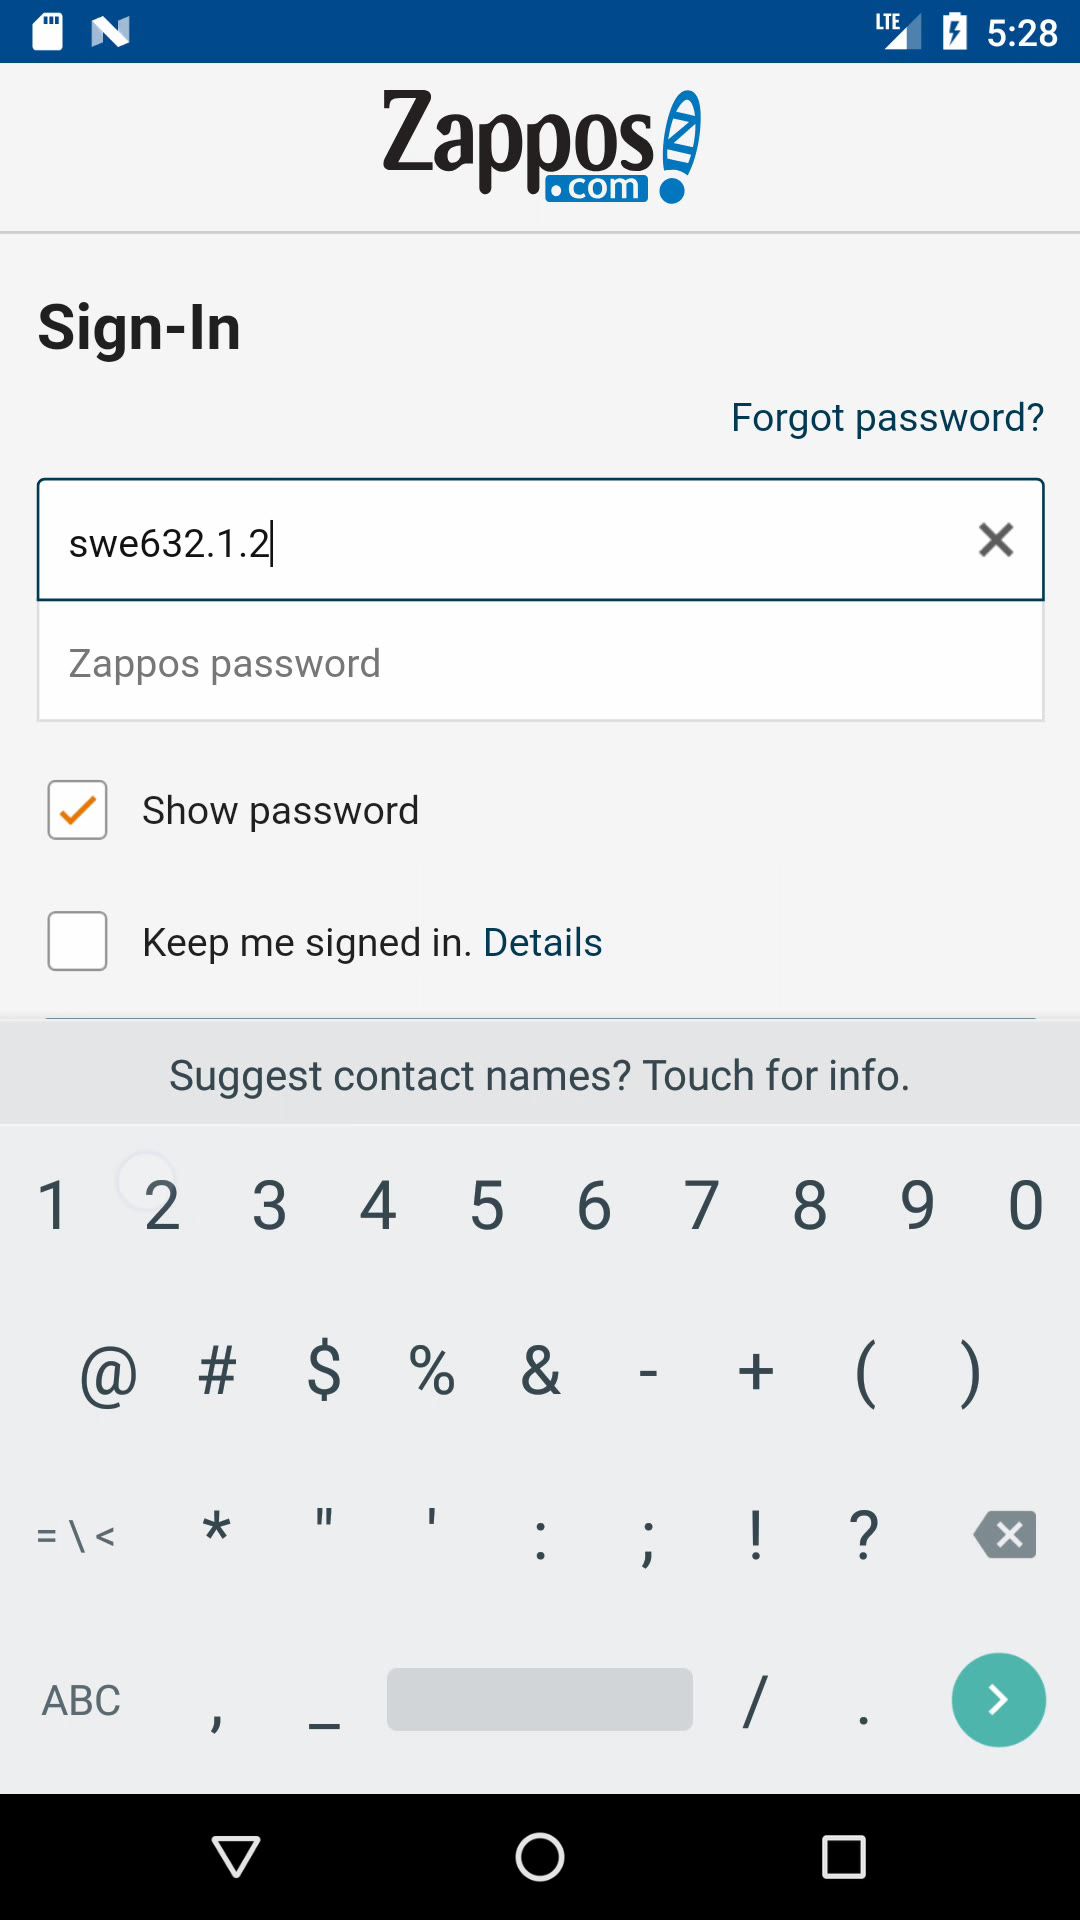 LTE 5:28
Zappos
.com
Sign-In
Forgot password?
swe632.1.2
Zappos password
Show password
Keep me signed in. Details
Suggest contact names? Touch for info.
1 2 3 4 5 6 7 8 9 0
@ # $ % & - + ( )
= \ < * " ' : ; ! ?
ABC , _ / .